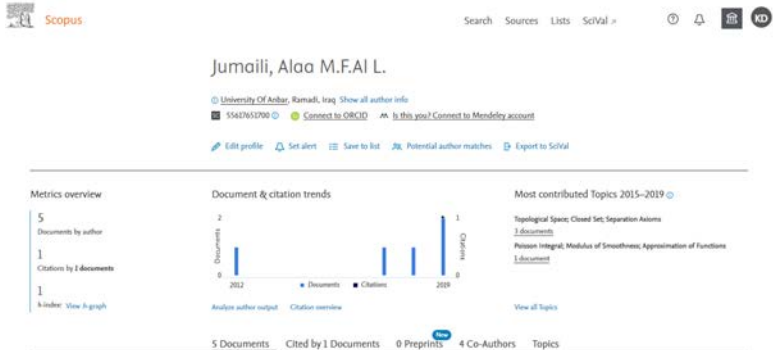 Scopus
Search Sources Lists SciVal ↗
KD
Jumaili, Alaa M.F.Al L.
University Of Anbar, Ramadi, Iraq Show all author info
55617651700
Connect to ORCID Is this you? Connect to Mendeley account
Edit profile Set alert Save to list Potential author matches Export to SciVal
Metrics overview
5
Documents by author
1
Citations by 1 documents
1
h-index: View h-graph
Document & citation trends
2 1
Documents Citations
0 0
2012 2019
Documents Citations
Analyze author output Citation overview
Most contributed Topics 2015–2019
Topological Space; Closed Set; Separation Axioms
3 documents
Poisson Integral; Modulus of Smoothness; Approximation of Functions
1 document
View all Topics
New
5 Documents Cited by 1 Documents 0 Preprints 4 Co-Authors Topics